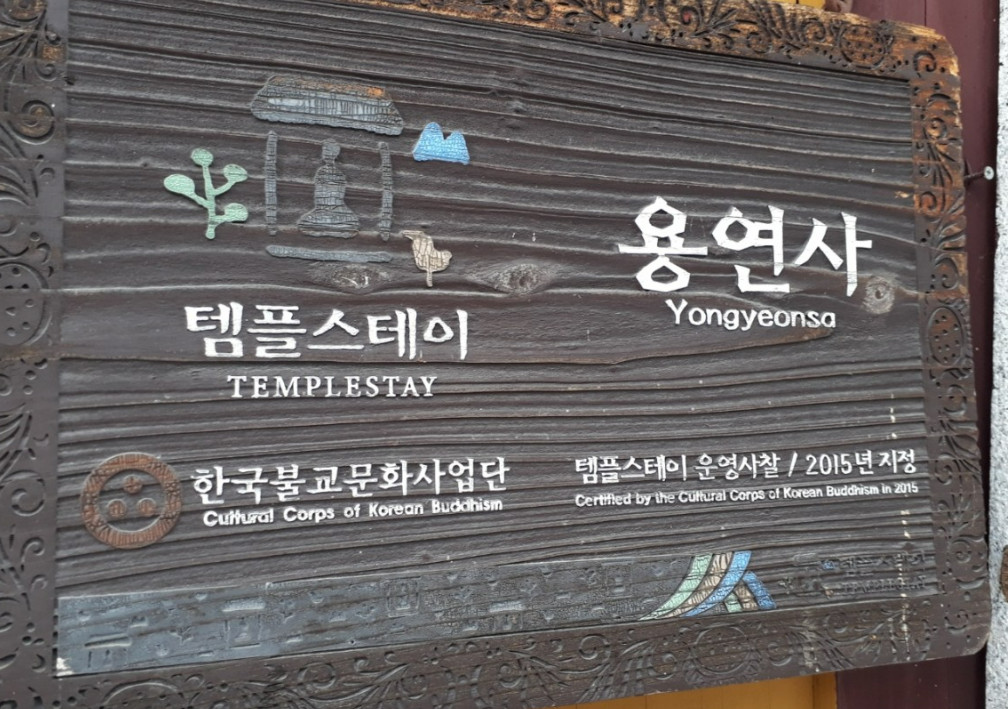 템플스테이
TEMPLESTAY
용연사
Yongyeonsa
한국불교문화사업단
Cultural Corps of Korean Buddhism
템플스테이 운영사찰 / 2015년 지정
Certified by the Cultural Corps of Korean Buddhism in 2015